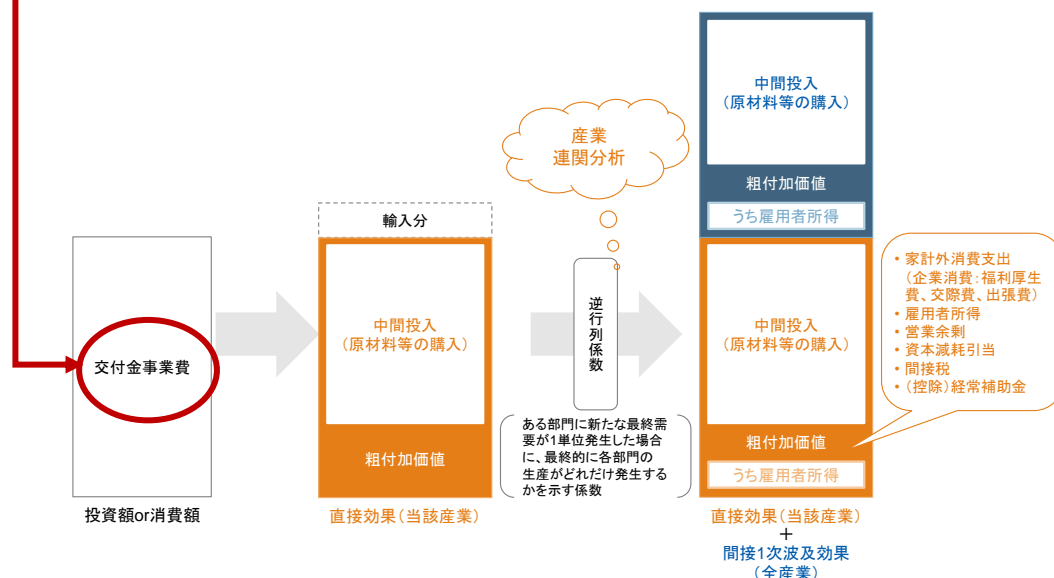 交付金事業費
投資額or消費額
輸入分
中間投入
（原材料等の購入）
粗付加価値
直接効果（当該産業）
産業
連関分析
逆行列係数
ある部門に新たな最終需
要が1単位発生した場合
に、最終的に各部門の
生産がどれだけ発生する
かを示す係数
中間投入
（原材料等の購入）
粗付加価値
うち雇用者所得
中間投入
（原材料等の購入）
粗付加価値
うち雇用者所得
直接効果（当該産業）
+
間接1次波及効果
（全産業）
• 家計外消費支出
（企業消費：福利厚生
費、交際費、出張費）
• 雇用者所得
• 営業余剰
• 資本減耗引当
• 間接税
• （控除）経常補助金